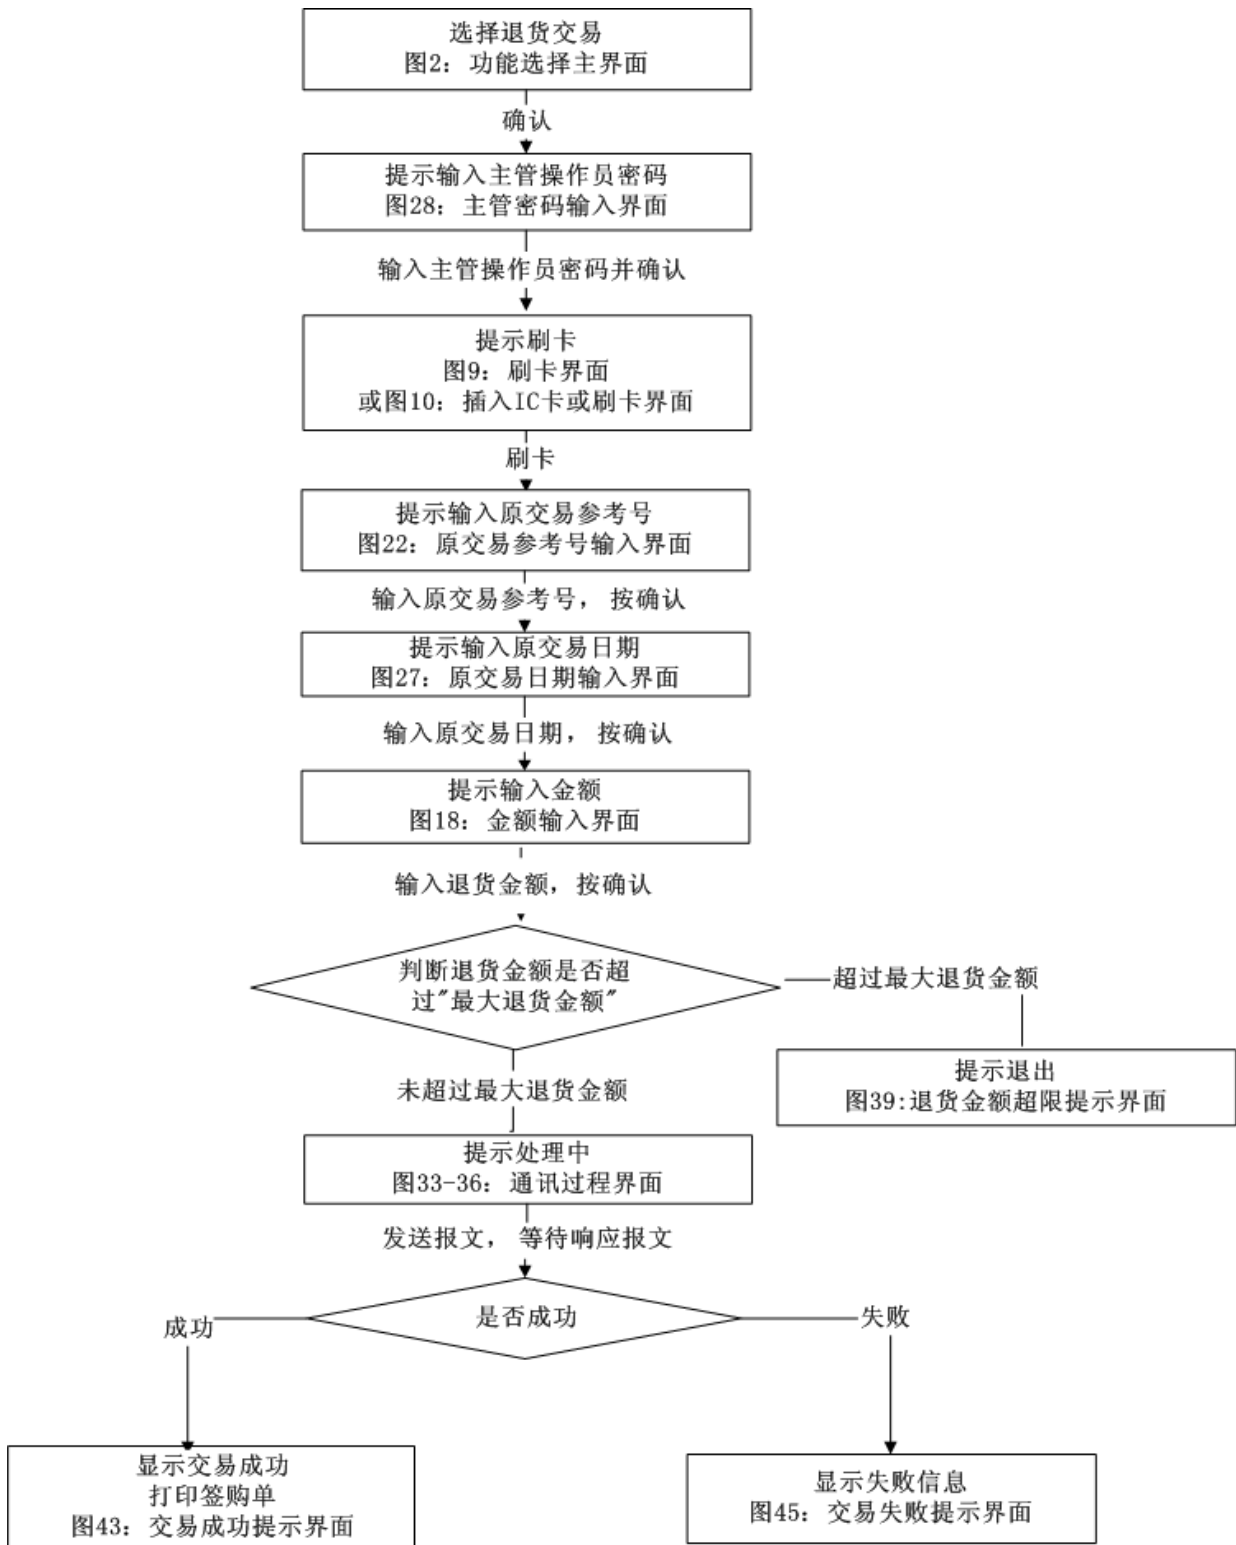 选择退货交易
图2：功能选择主界面
确认
提示输入主管操作员密码
图28：主管密码输入界面
输入主管操作员密码并确认
提示刷卡
图9：刷卡界面
或图10：插入IC卡或刷卡界面
刷卡
提示输入原交易参考号
图22：原交易参考号输入界面
输入原交易参考号， 按确认
提示输入原交易日期
图27：原交易日期输入界面
输入原交易日期， 按确认
提示输入金额
图18：金额输入界面
输入退货金额，按确认
判断退货金额是否超
过"最大退货金额"
超过最大退货金额
提示退出
图39:退货金额超限提示界面
未超过最大退货金额
提示处理中
图33-36：通讯过程界面
发送报文， 等待响应报文
是否成功
成功
失败
显示交易成功
打印签购单
图43：交易成功提示界面
显示失败信息
图45：交易失败提示界面